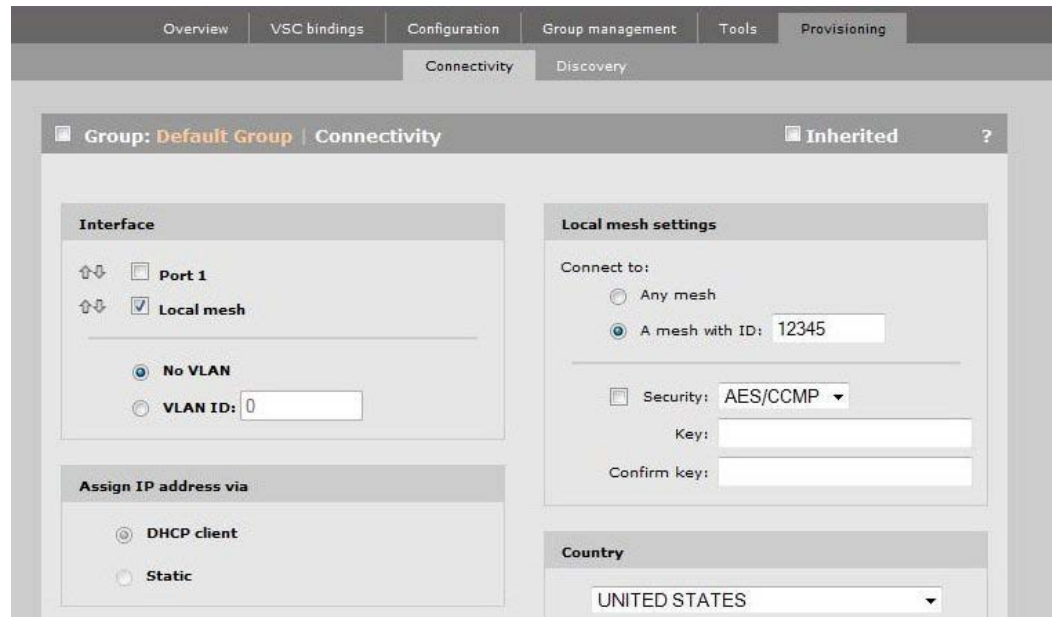 Overview VSC bindings Configuration Group management Tools Provisioning
Connectivity Discovery
Group: Default Group | Connectivity Inherited ?
Interface
Port 1
Local mesh
No VLAN
VLAN ID: 0
Assign IP address via
DHCP client
Static
Local mesh settings
Connect to:
Any mesh
A mesh with ID: 12345
Security: AES/CCMP
Key:
Confirm key:
Country
UNITED STATES